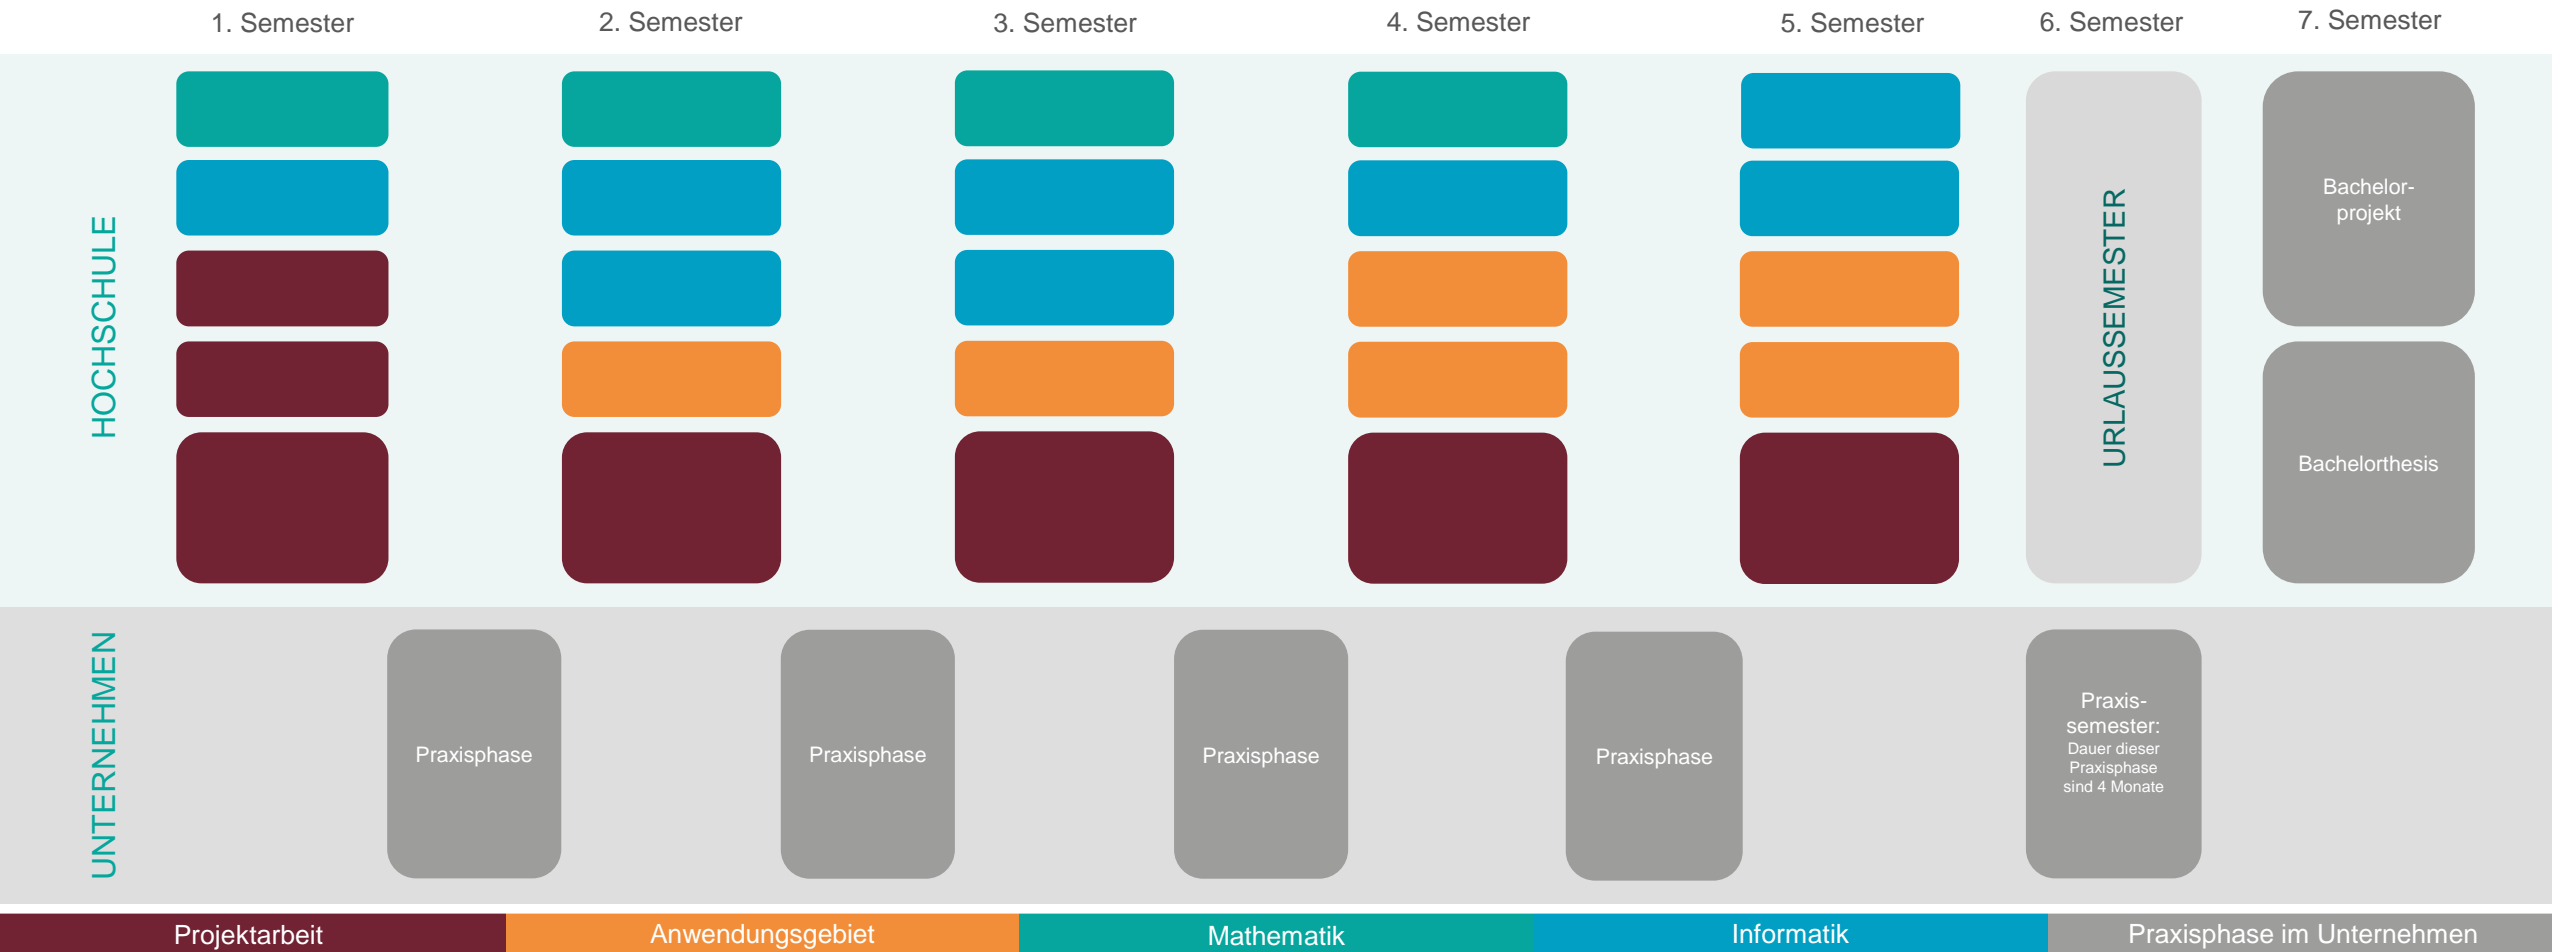 1. Semester
2. Semester
3. Semester
4. Semester
5. Semester
6. Semester
7. Semester
HOCHSCHULE
URLAUSSEMESTER
Bachelor-
projekt
Bachelorthesis
UNTERNEHMEN
Praxisphase
Praxisphase
Praxisphase
Praxisphase
Praxis-
semester:
Dauer dieser
Praxisphase
sind 4 Monate
Projektarbeit
Anwendungsgebiet
Mathematik
Informatik
Praxisphase im Unternehmen